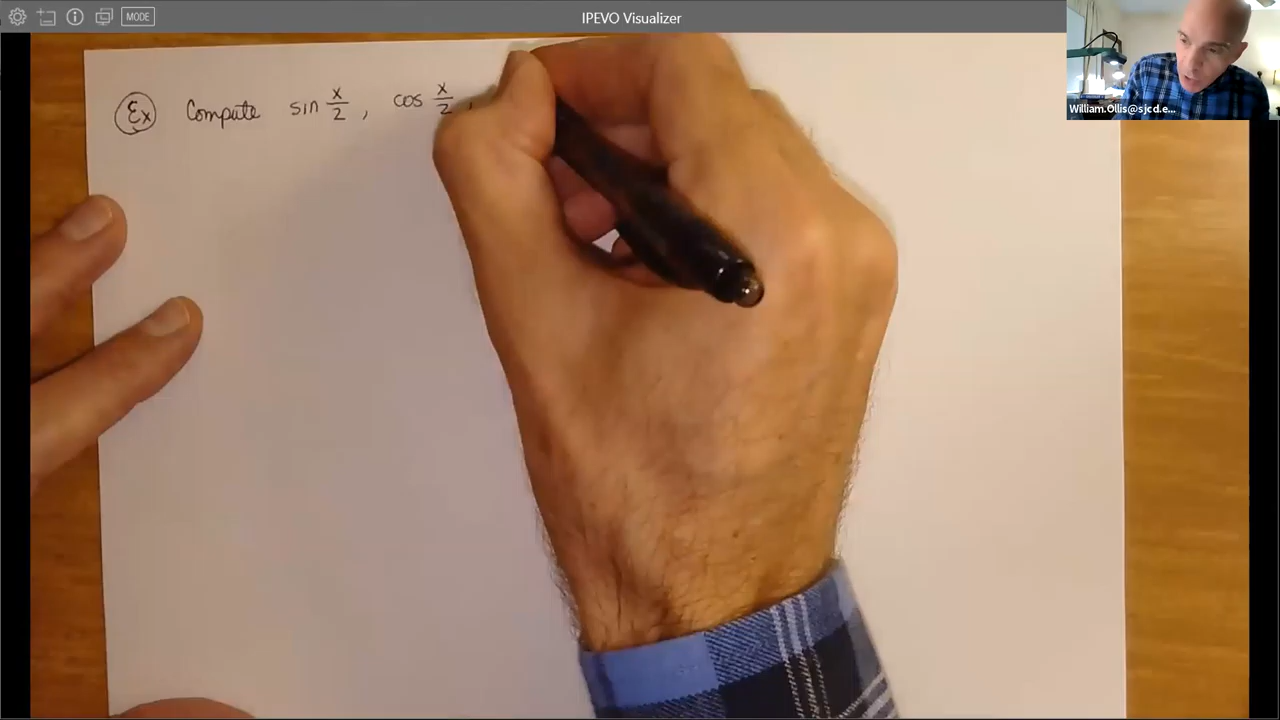 MODE
IPEVO Visualizer
William.Ollis@sjcd.e...
Ex Compute sin x/2 , cos x/2 ,